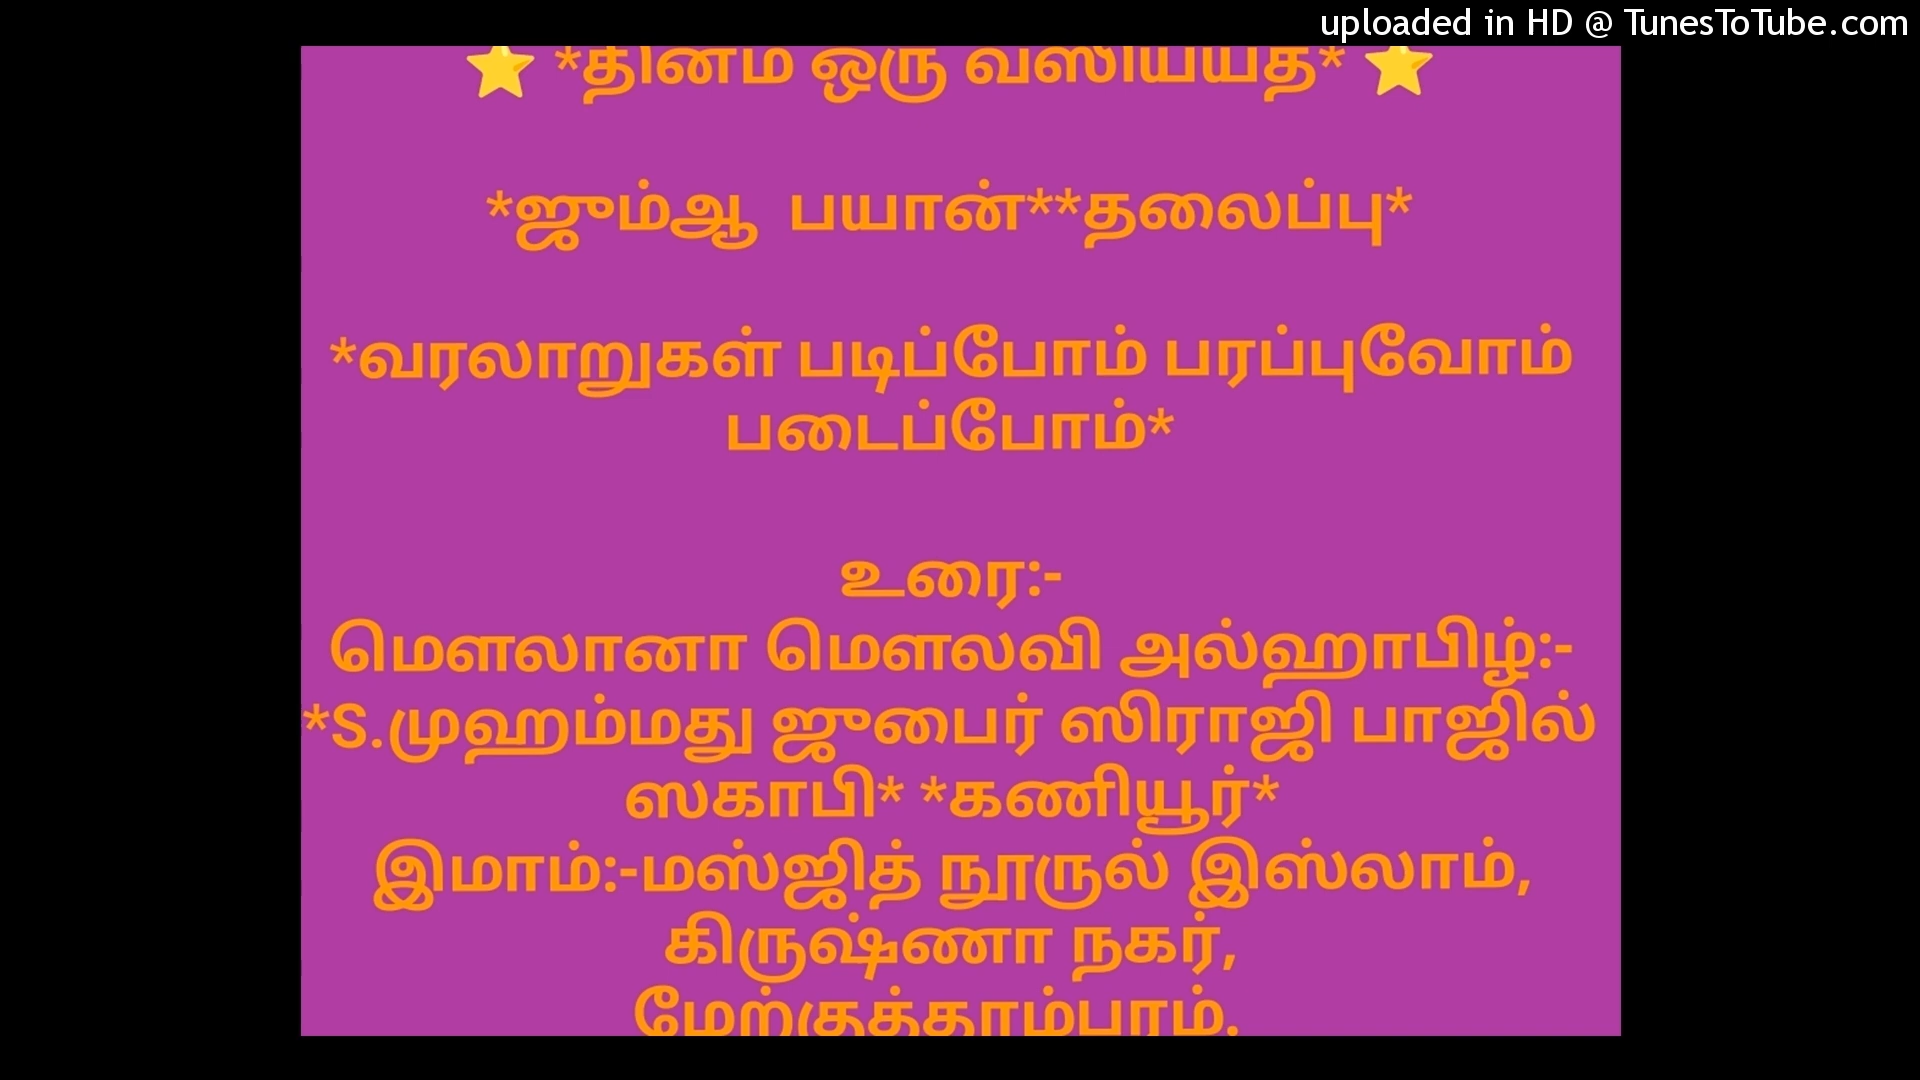 uploaded in HD @ TunesToTube.com
⭐ *தினம் ஒரு வஸிய்யத்* ⭐
*ஜும்ஆ  பயான்**தலைப்பு*
*வரலாறுகள் படிப்போம் பரப்புவோம்
படைப்போம்*
உரை:-
மௌலானா மௌலவி அல்ஹாபிழ்:-
*S.முஹம்மது ஜுபைர் ஸிராஜி பாஜில்
ஸகாபி* *கணியூர்*
இமாம்:-மஸ்ஜித் நூருல் இஸ்லாம்,
கிருஷ்ணா நகர்,
மேற்குத்தாம்பரம்.